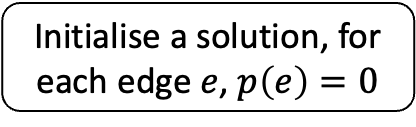 Initialise a solution, for
each edge e, p(e) = 0